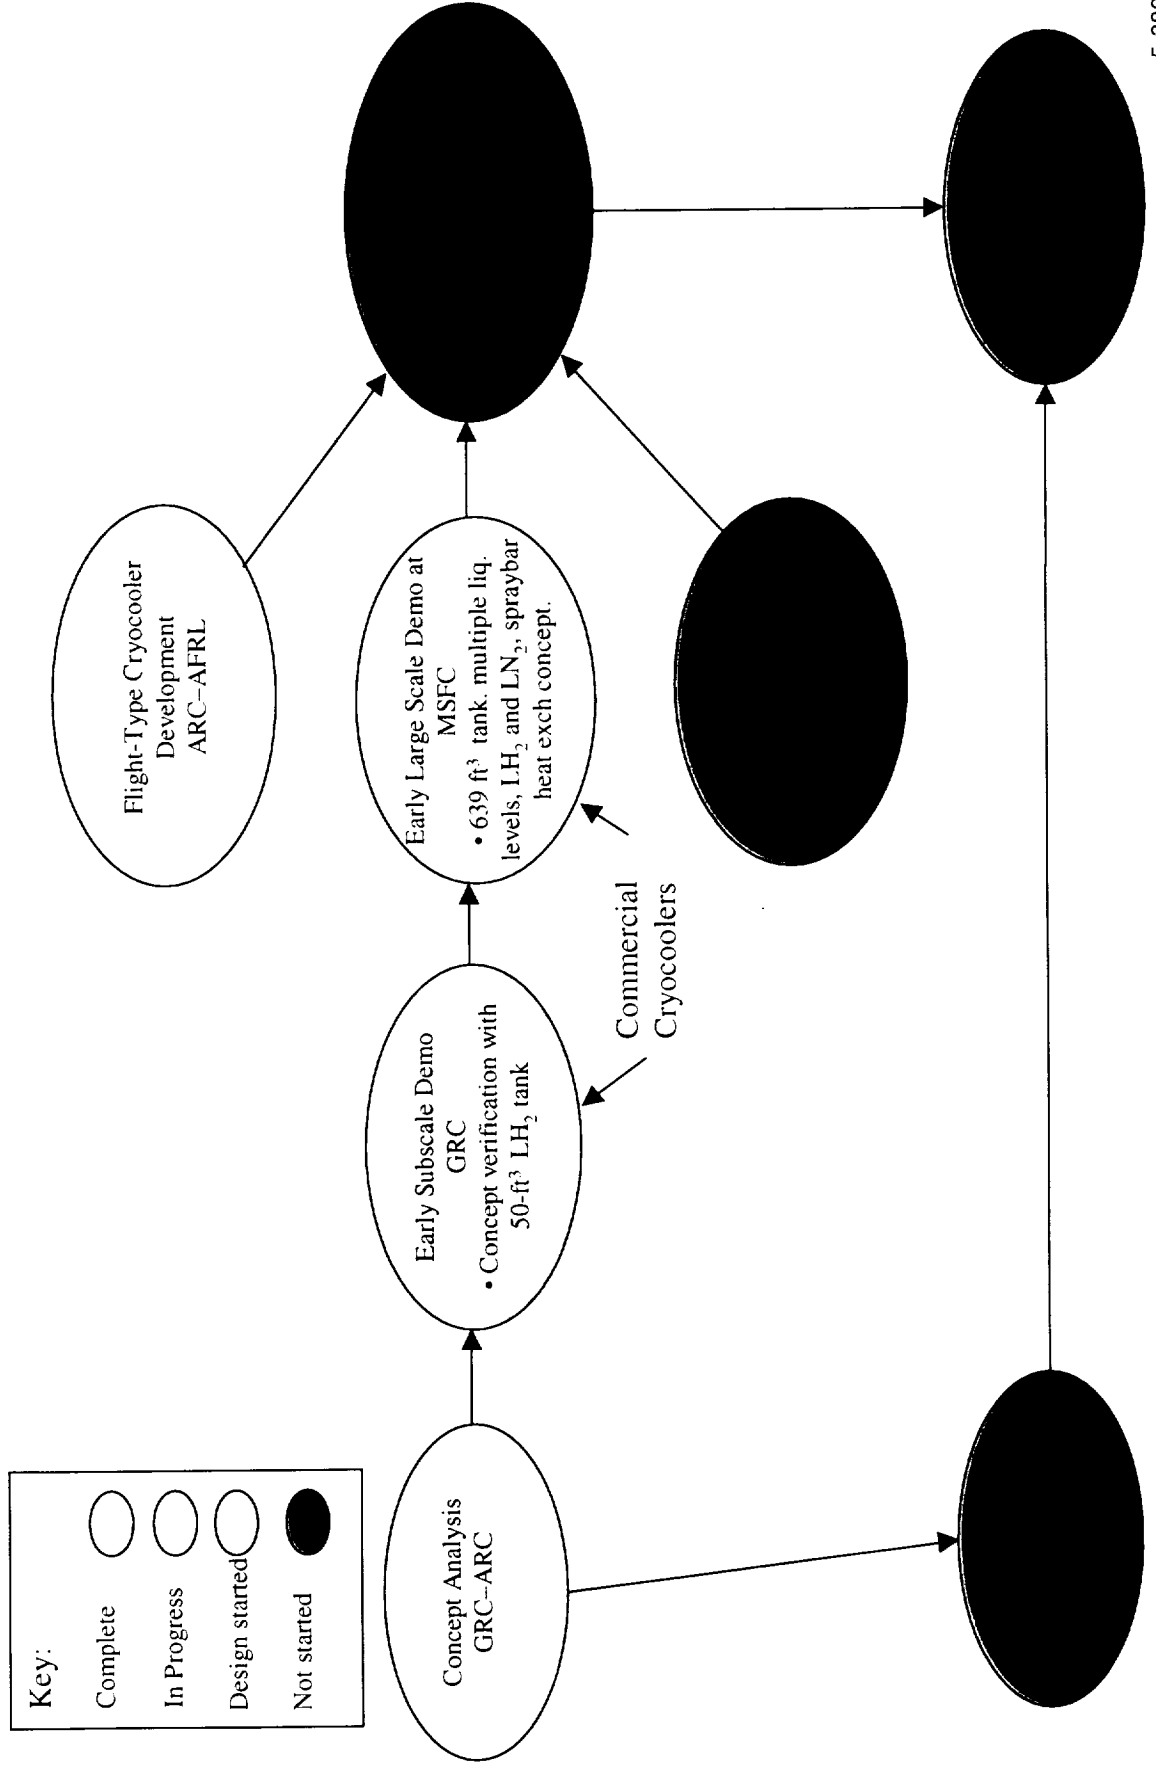 Key:
Complete
In Progress
Design started
Not started
Flight-Type Cryocooler
Development
ARC–AFRL
Concept Analysis
GRC–ARC
Early Subscale Demo
GRC
• Concept verification with
50-ft³ LH₂ tank
Early Large Scale Demo at
MSFC
• 639 ft³ tank. multiple liq.
levels, LH₂ and LN₂, spraybar
heat exch concept.
Commercial
Cryocoolers